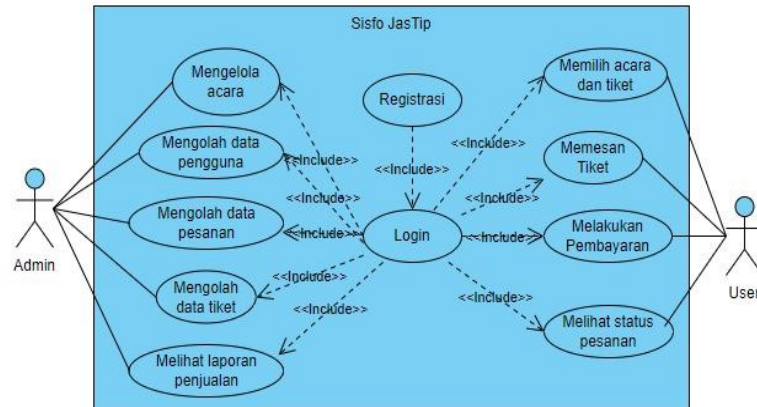 Sisfo JasTip
Mengelola
acara
Registrasi
Memilih acara
dan tiket
Mengolah data
pengguna
<<Include>>
<<Include>>
<<Include>>
<<Include>>
Memesan
Tiket
<<Include>>
<<Include>>
Admin
Mengolah data
pesanan
<<Include>>
Login
<<Include>>
Melakukan
Pembayaran
User
Mengolah
data tiket
<<Include>>
<<Include>>
Melihat status
pesanan
<<Include>>
Melihat laporan
penjualan